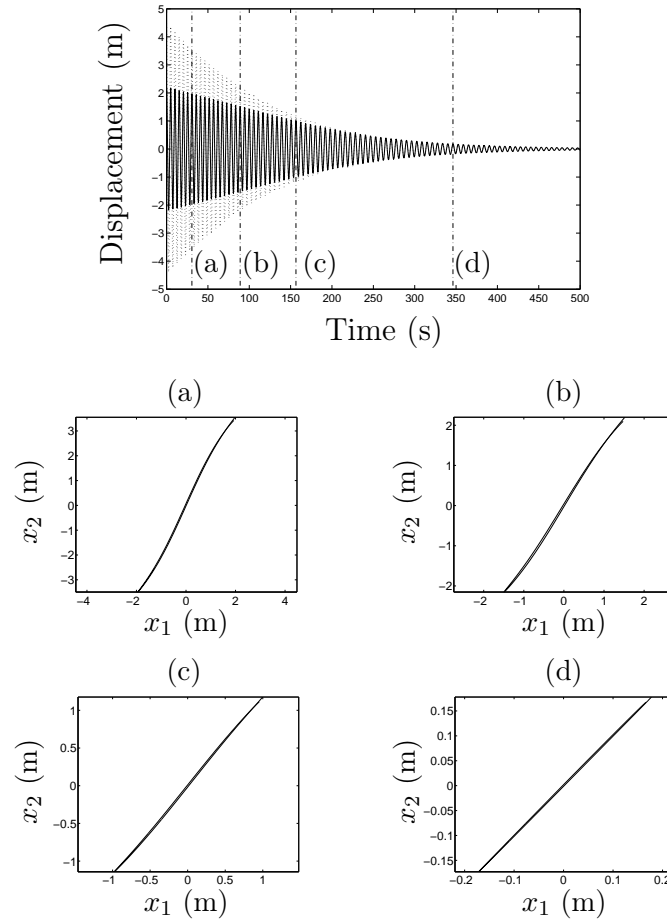 Displacement (m)
5
4
3
2
1
0
−1
−2
−3
−4
−5
(a) (b) (c) (d)
0 50 100 150 200 250 300 350 400 450 500
Time (s)
(a)
x₂ (m)
3
2
1
0
−1
−2
−3
−4 −2 0 2 4
x₁ (m)
(b)
x₂ (m)
2
1
0
−1
−2
−2 −1 0 1 2
x₁ (m)
(c)
x₂ (m)
1
0.5
0
−0.5
−1
−1 −0.5 0 0.5 1
x₁ (m)
(d)
x₂ (m)
0.15
0.1
0.05
0
−0.05
−0.1
−0.15
−0.2 −0.1 0 0.1 0.2
x₁ (m)